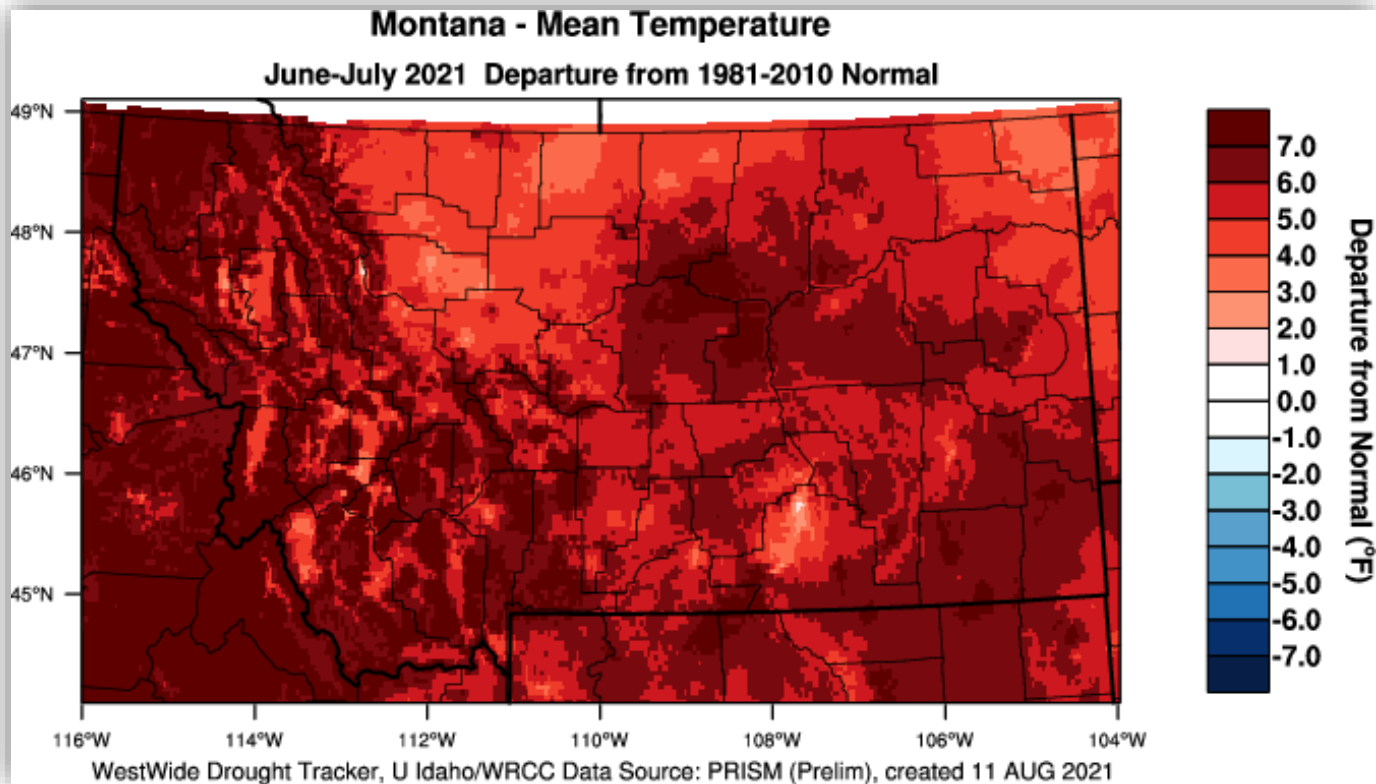 Montana - Mean Temperature
June-July 2021 Departure from 1981-2010 Normal
49°N
48°N
47°N
46°N
45°N
116°W
114°W
112°W
110°W
108°W
106°W
104°W
7.0
6.0
5.0
4.0
3.0
2.0
1.0
0.0
-1.0
-2.0
-3.0
-4.0
-5.0
-6.0
-7.0
Departure from Normal (°F)
WestWide Drought Tracker, U Idaho/WRCC Data Source: PRISM (Prelim), created 11 AUG 2021